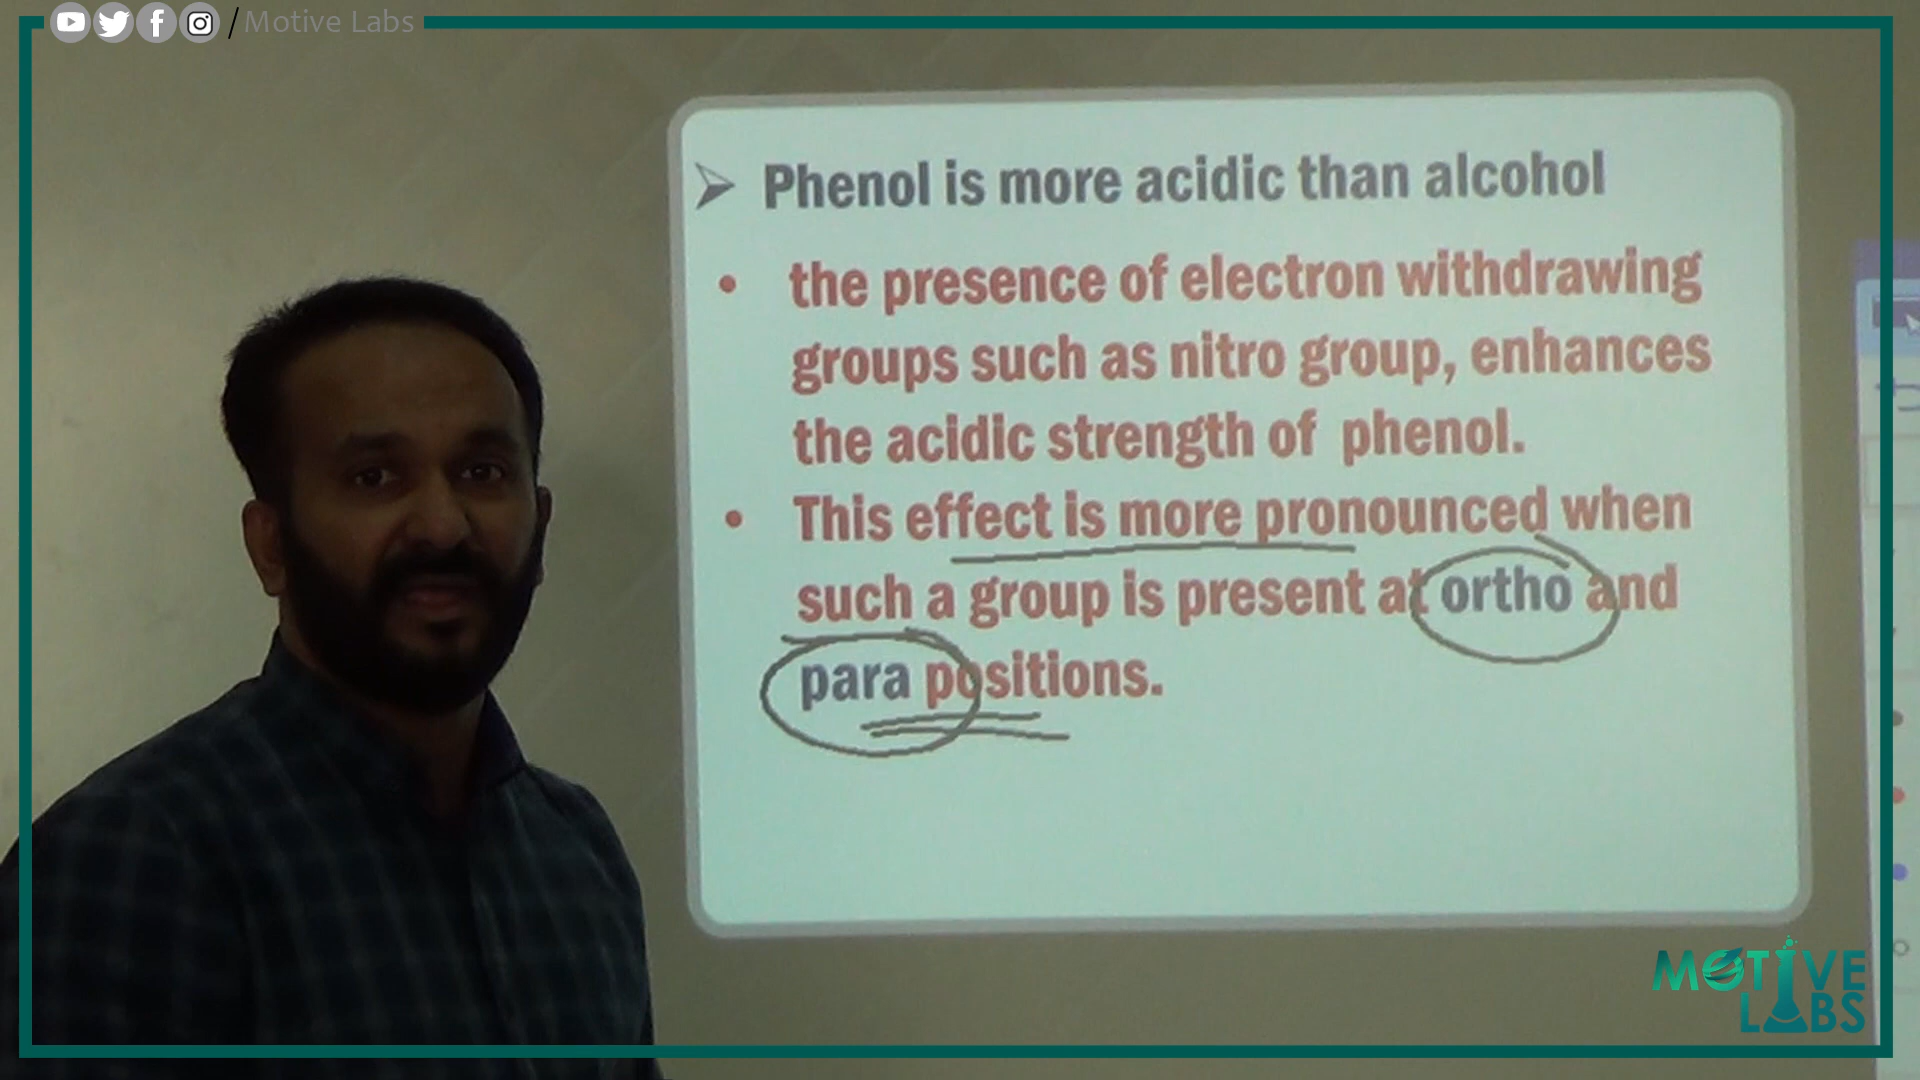 / Motive Labs
➢ Phenol is more acidic than alcohol
• the presence of electron withdrawing
groups such as nitro group, enhances
the acidic strength of phenol.
• This effect is more pronounced when
such a group is present at ortho and
para positions.
MOTIVE
LABS